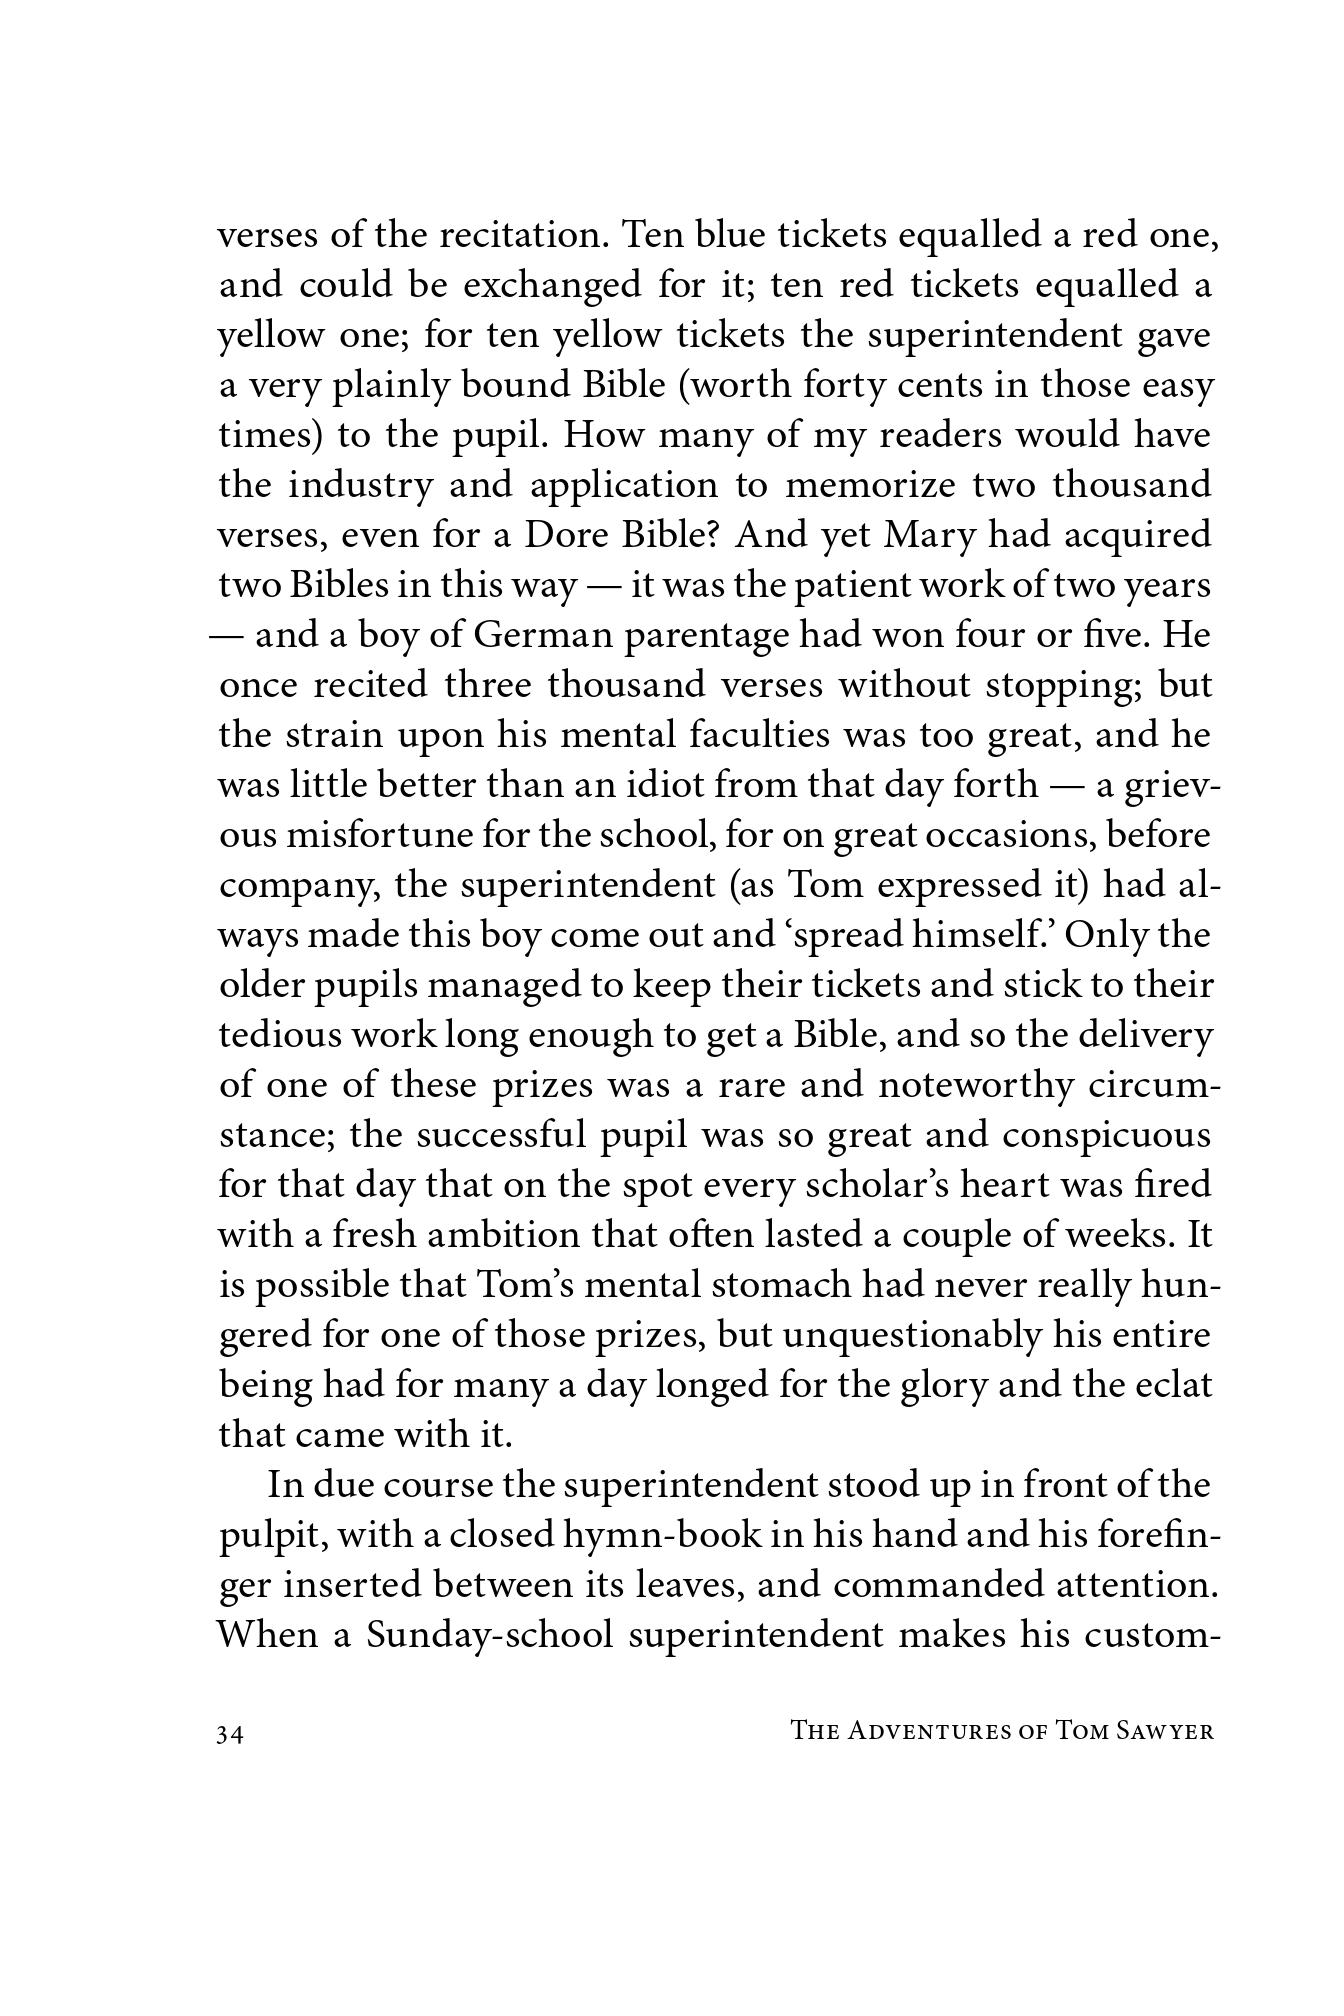 verses of the recitation. Ten blue tickets equalled a red one,
and could be exchanged for it; ten red tickets equalled a
yellow one; for ten yellow tickets the superintendent gave
a very plainly bound Bible (worth forty cents in those easy
times) to the pupil. How many of my readers would have
the industry and application to memorize two thousand
verses, even for a Dore Bible? And yet Mary had acquired
two Bibles in this way — it was the patient work of two years
— and a boy of German parentage had won four or five. He
once recited three thousand verses without stopping; but
the strain upon his mental faculties was too great, and he
was little better than an idiot from that day forth — a griev-
ous misfortune for the school, for on great occasions, before
company, the superintendent (as Tom expressed it) had al-
ways made this boy come out and ‘spread himself.’ Only the
older pupils managed to keep their tickets and stick to their
tedious work long enough to get a Bible, and so the delivery
of one of these prizes was a rare and noteworthy circum-
stance; the successful pupil was so great and conspicuous
for that day that on the spot every scholar’s heart was fired
with a fresh ambition that often lasted a couple of weeks. It
is possible that Tom’s mental stomach had never really hun-
gered for one of those prizes, but unquestionably his entire
being had for many a day longed for the glory and the eclat
that came with it.
In due course the superintendent stood up in front of the
pulpit, with a closed hymn-book in his hand and his forefin-
ger inserted between its leaves, and commanded attention.
When a Sunday-school superintendent makes his custom-
34 The Adventures of Tom Sawyer